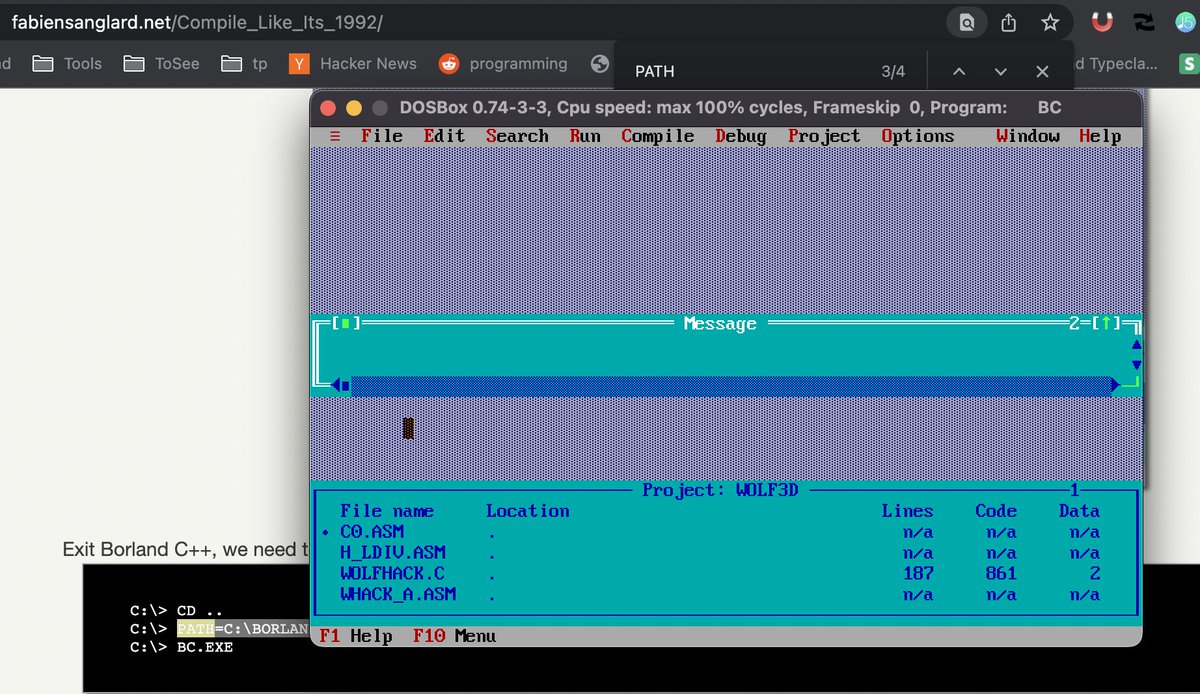 fabiensanglard.net/Compile_Like_Its_1992/
Tools ToSee tp Y Hacker News programming Typecla... S
PATH 3/4
DOSBox 0.74-3-3, Cpu speed: max 100% cycles, Frameskip 0, Program: BC
≡ File Edit Search Run Compile Debug Project Options Window Help
[■] Message 2=[↑]
Project: WOLF3D 1
File name Location Lines Code Data
• C0.ASM . n/a n/a n/a
H_LDIV.ASM . n/a n/a n/a
WOLFHACK.C . 187 861 2
WHACK_A.ASM . n/a n/a n/a
F1 Help F10 Menu
Exit Borland C++, we need t
C:\> CD ..
C:\> PATH=C:\BORLAN
C:\> BC.EXE